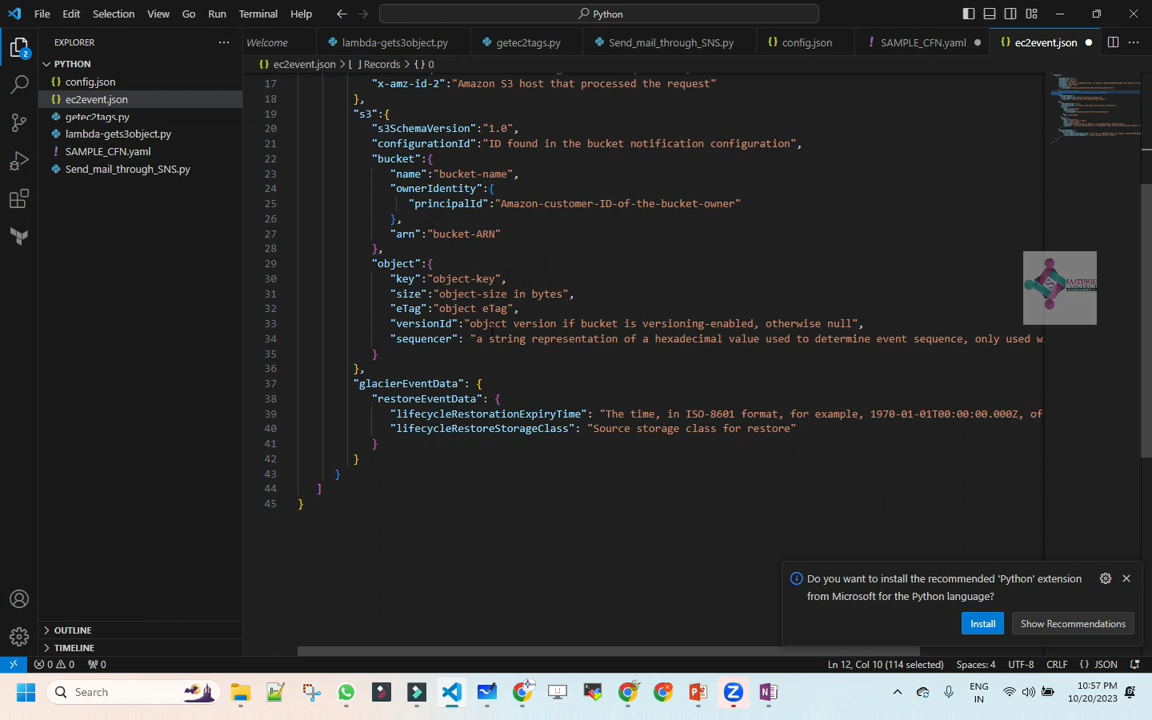 File Edit Selection View Go Run Terminal Help
Python
EXPLORER
Welcome
lambda-gets3object.py
getec2tags.py
Send_mail_through_SNS.py
config.json
SAMPLE_CFN.yaml
ec2event.json
PYTHON
ec2event.json > [ ] Records > {} 0
config.json
ec2event.json
getec2tags.py
lambda-gets3object.py
SAMPLE_CFN.yaml
Send_mail_through_SNS.py
17 "x-amz-id-2":"Amazon S3 host that processed the request"
18 },
19 "s3":{
20 "s3SchemaVersion":"1.0",
21 "configurationId":"ID found in the bucket notification configuration",
22 "bucket":{
23 "name":"bucket-name",
24 "ownerIdentity":{
25 "principalId":"Amazon-customer-ID-of-the-bucket-owner"
26 },
27 "arn":"bucket-ARN"
28 },
29 "object":{
30 "key":"object-key",
31 "size":"object-size in bytes",
32 "eTag":"object eTag",
33 "versionId":"object version if bucket is versioning-enabled, otherwise null",
34 "sequencer": "a string representation of a hexadecimal value used to determine event sequence, only used w
35 }
36 },
37 "glacierEventData": {
38 "restoreEventData": {
39 "lifecycleRestorationExpiryTime": "The time, in ISO-8601 format, for example, 1970-01-01T00:00:00.000Z, of
40 "lifecycleRestoreStorageClass": "Source storage class for restore"
41 }
42 }
43 }
44 ]
45 }
Do you want to install the recommended 'Python' extension
from Microsoft for the Python language?
Install
Show Recommendations
OUTLINE
TIMELINE
0 0 0
Ln 12, Col 10 (114 selected) Spaces: 4 UTF-8 CRLF {} JSON
Search
ENG
IN
10:57 PM
10/20/2023